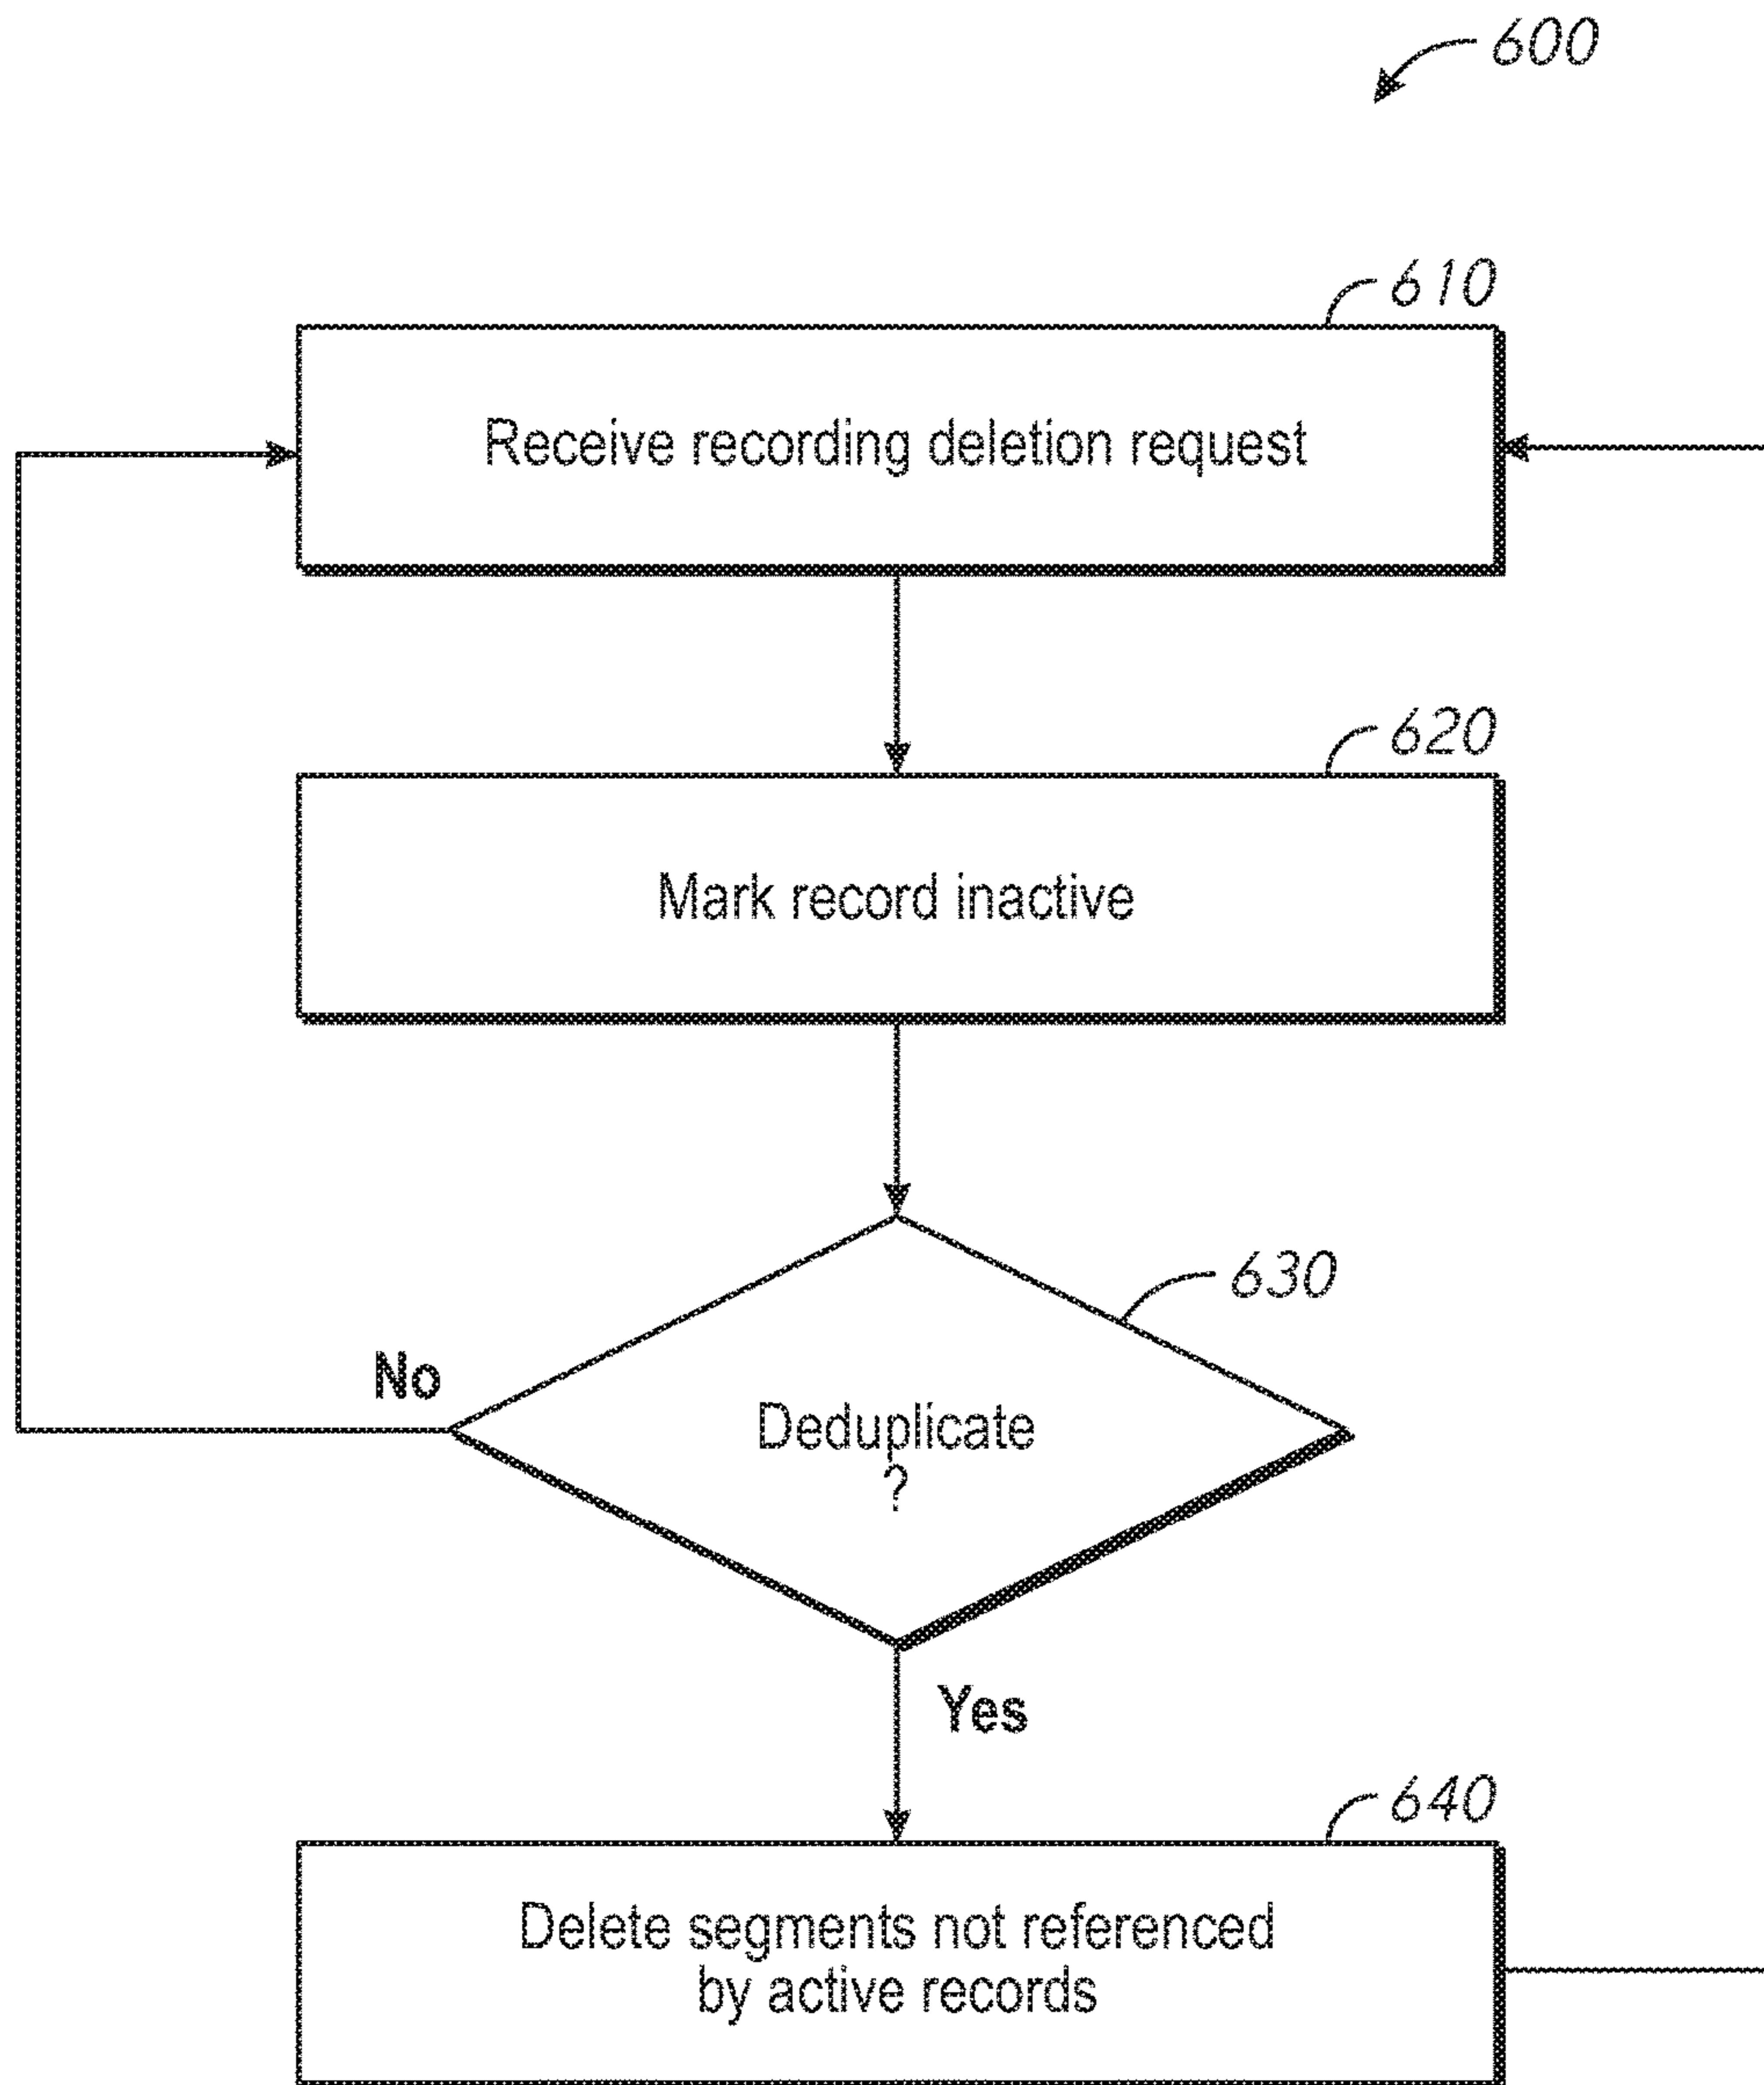 600
610
Receive recording deletion request
620
Mark record inactive
630
No
Deduplicate
?
Yes
640
Delete segments not referenced
by active records